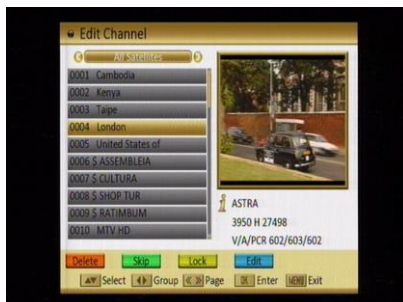 Edit Channel
All Satellites
0001 Cambodia
0002 Kenya
0003 Taipe
0004 London
0005 United States of
0006 $ ASSEMBLEIA
0007 $ CULTURA
0008 $ SHOP TUR
0009 $ RATIMBUM
0010 MTV HD
ASTRA
3950 H 27498
V/A/PCR 602/603/602
Delete Skip Lock Edit
Select Group Page OK Enter MENU Exit